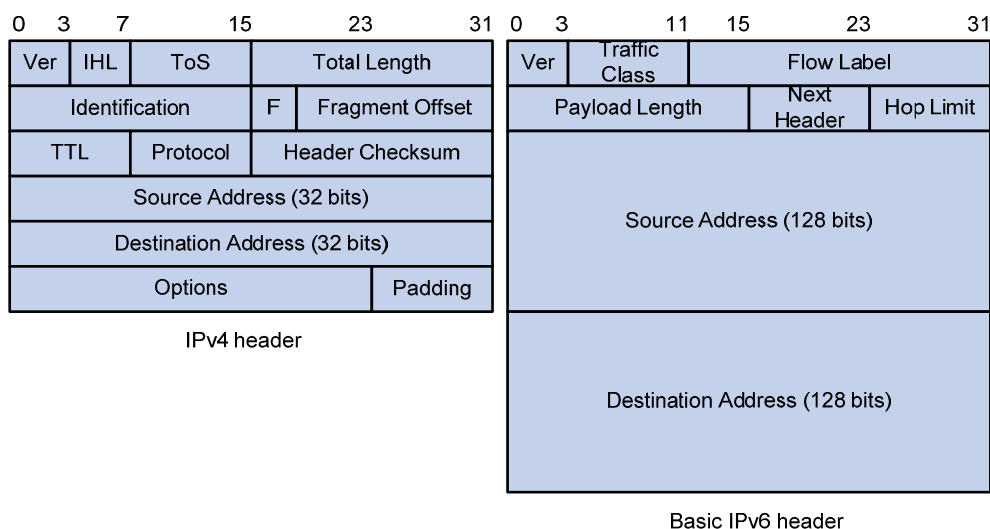 0 3 7 15 23 31
Ver IHL ToS Total Length
Identification F Fragment Offset
TTL Protocol Header Checksum
Source Address (32 bits)
Destination Address (32 bits)
Options Padding
IPv4 header
0 3 11 15 23 31
Ver Traffic Class Flow Label
Payload Length Next Header Hop Limit
Source Address (128 bits)
Destination Address (128 bits)
Basic IPv6 header